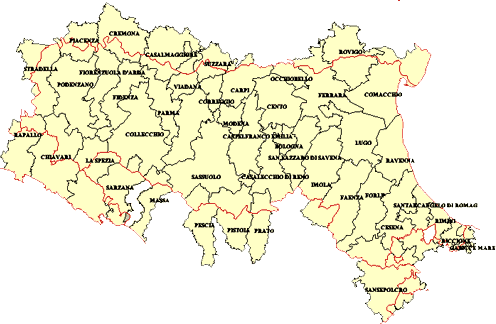 CREMONA
PIACENZA
CASALMAGGIORE
ROVIGO
SUZZARA
STRADELLA
FIORENZUOLA D'ARDA
OCCHIOBELLO
PODENZANO
VIADANA
CARPI
FIDENZA
CORREGGIO
FERRARA
COMACCHIO
CENTO
PARMA
MODENA
RAPALLO
COLLECCHIO
CASTELFRANCO EMILIA
LUGO
BOLOGNA
CHIAVARI
LA SPEZIA
SAN LAZZARO DI SAVENA
RAVENNA
SASSUOLO
CASALECCHIO DI RENO
SARZANA
IMOLA
MASSA
FAENZA
FORLI'
SANTARCANGELO DI ROMAG
PESCIA
PISTOIA
PRATO
CESENA
RIMINI
RICCIONE
GABICCE MARE
SANSEPOLCRO